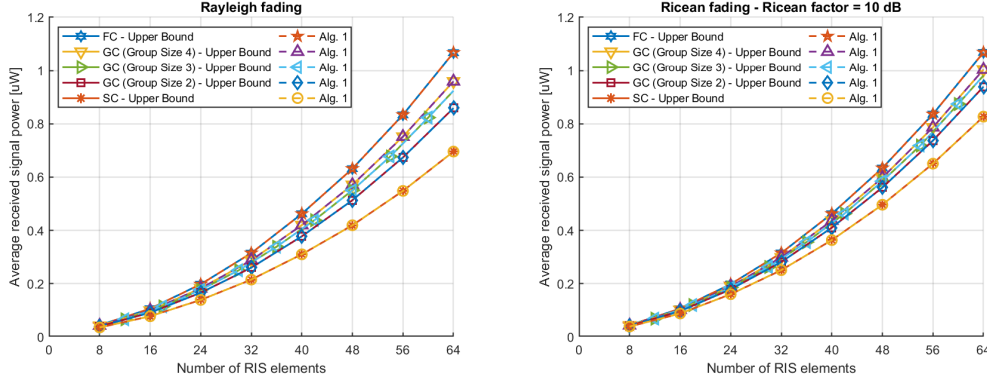 Rayleigh fading
1.2
1
0.8
0.6
0.4
0.2
0
Average received signal power [uW]
FC - Upper Bound Alg. 1
GC (Group Size 4) - Upper Bound Alg. 1
GC (Group Size 3) - Upper Bound Alg. 1
GC (Group Size 2) - Upper Bound Alg. 1
SC - Upper Bound Alg. 1
0 8 16 24 32 40 48 56 64
Number of RIS elements
Ricean fading - Ricean factor = 10 dB
1.2
1
0.8
0.6
0.4
0.2
0
Average received signal power [uW]
FC - Upper Bound Alg. 1
GC (Group Size 4) - Upper Bound Alg. 1
GC (Group Size 3) - Upper Bound Alg. 1
GC (Group Size 2) - Upper Bound Alg. 1
SC - Upper Bound Alg. 1
0 8 16 24 32 40 48 56 64
Number of RIS elements